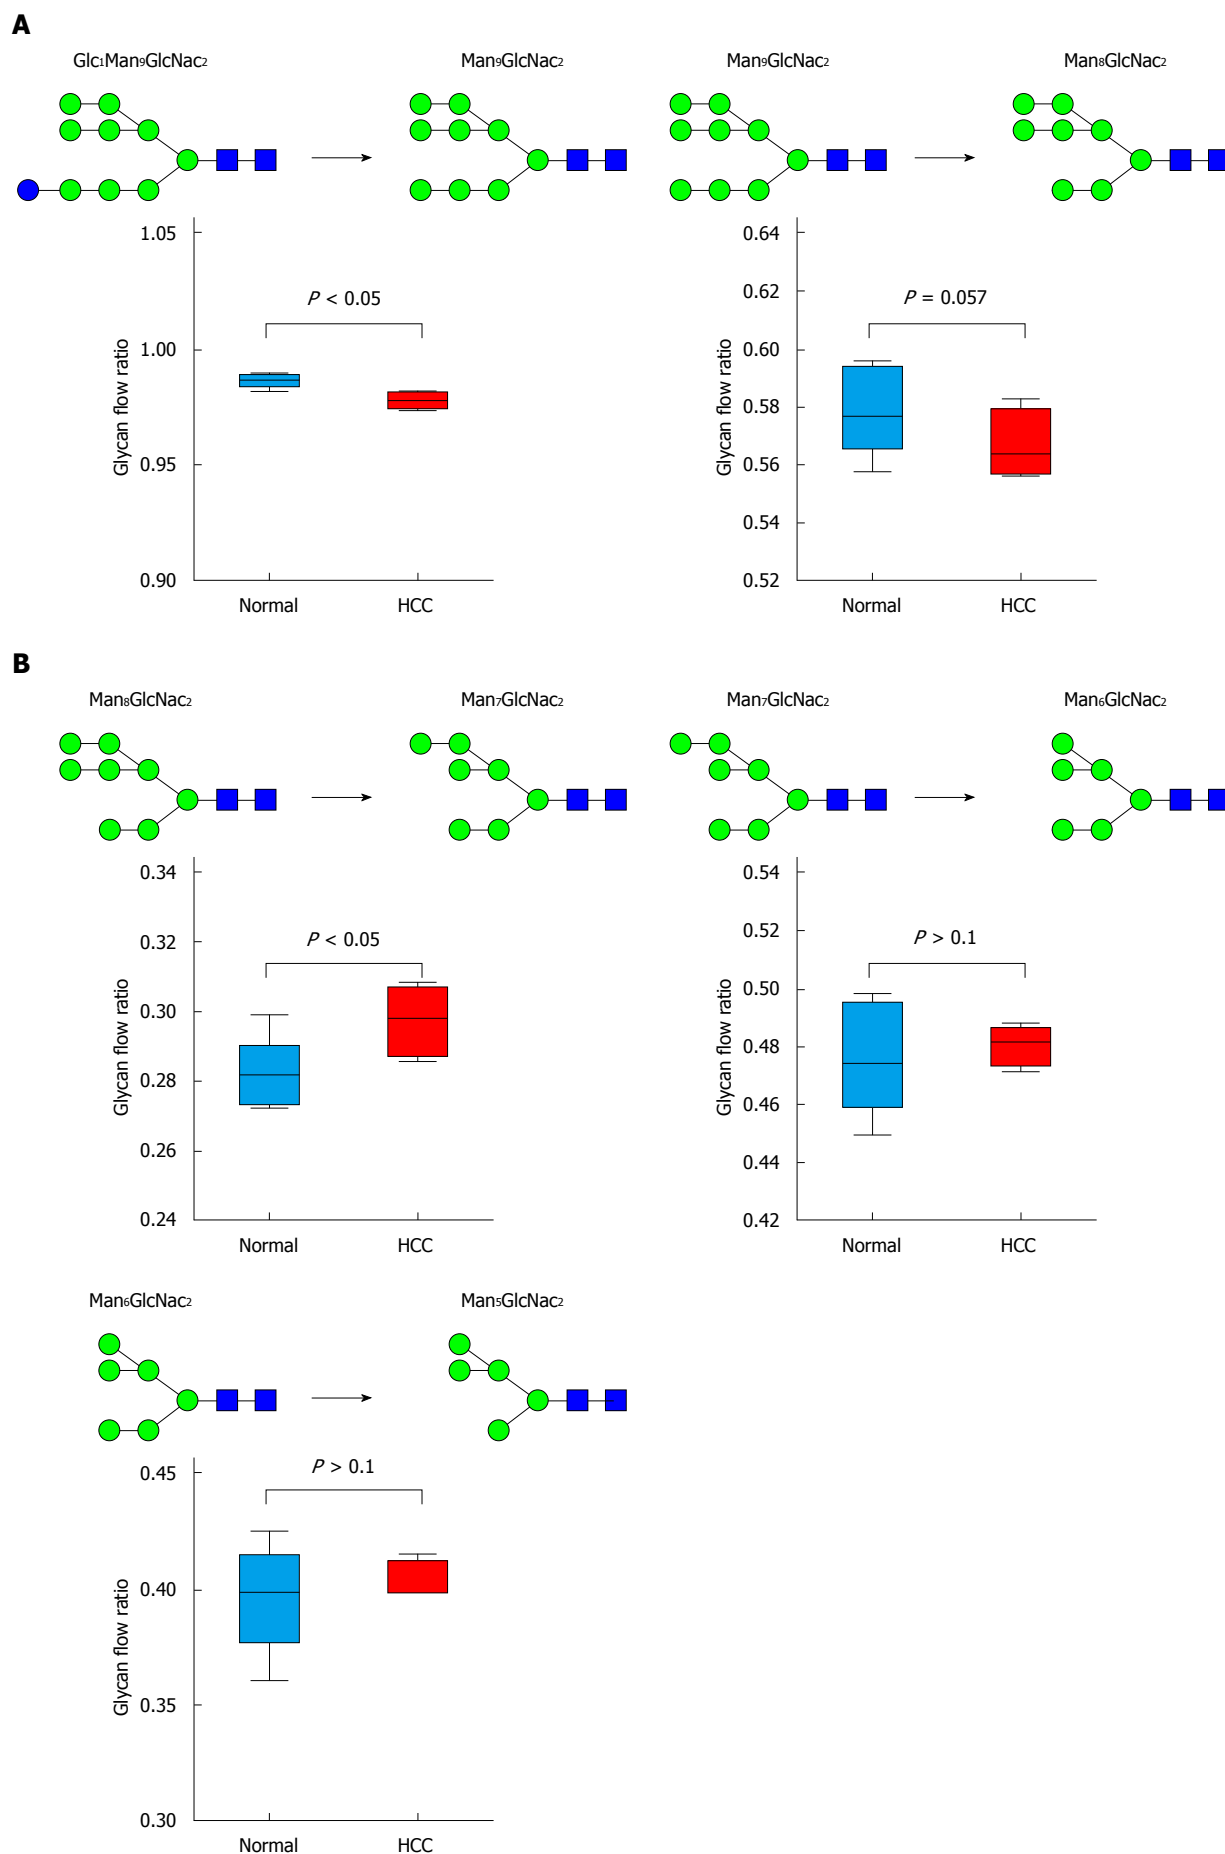 A
Glc₁Man₉GlcNac₂ Man₉GlcNac₂ Man₉GlcNac₂ Man₈GlcNac₂
1.05
1.00
0.95
0.90
Glycan flow ratio
P < 0.05
Normal HCC
0.64
0.62
0.60
0.58
0.56
0.54
0.52
Glycan flow ratio
P = 0.057
Normal HCC
B
Man₈GlcNac₂ Man₇GlcNac₂ Man₇GlcNac₂ Man₆GlcNac₂
0.34
0.32
0.30
0.28
0.26
0.24
Glycan flow ratio
P < 0.05
Normal HCC
0.54
0.52
0.50
0.48
0.46
0.44
0.42
Glycan flow ratio
P > 0.1
Normal HCC
Man₆GlcNac₂ Man₅GlcNac₂
0.45
0.40
0.35
0.30
Glycan flow ratio
P > 0.1
Normal HCC